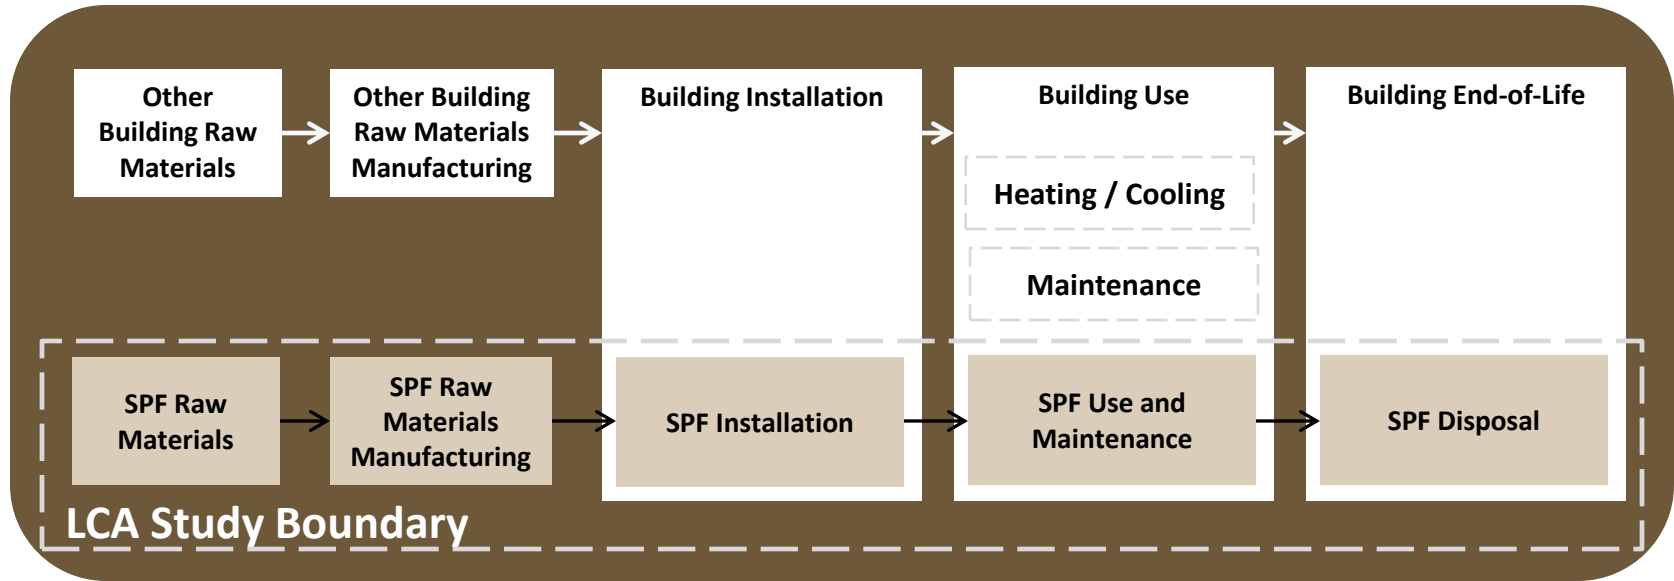 Other
Building Raw
Materials
Other Building
Raw Materials
Manufacturing
Building Installation
Building Use
Heating / Cooling
Maintenance
Building End-of-Life
SPF Raw
Materials
SPF Raw
Materials
Manufacturing
SPF Installation
SPF Use and
Maintenance
SPF Disposal
LCA Study Boundary